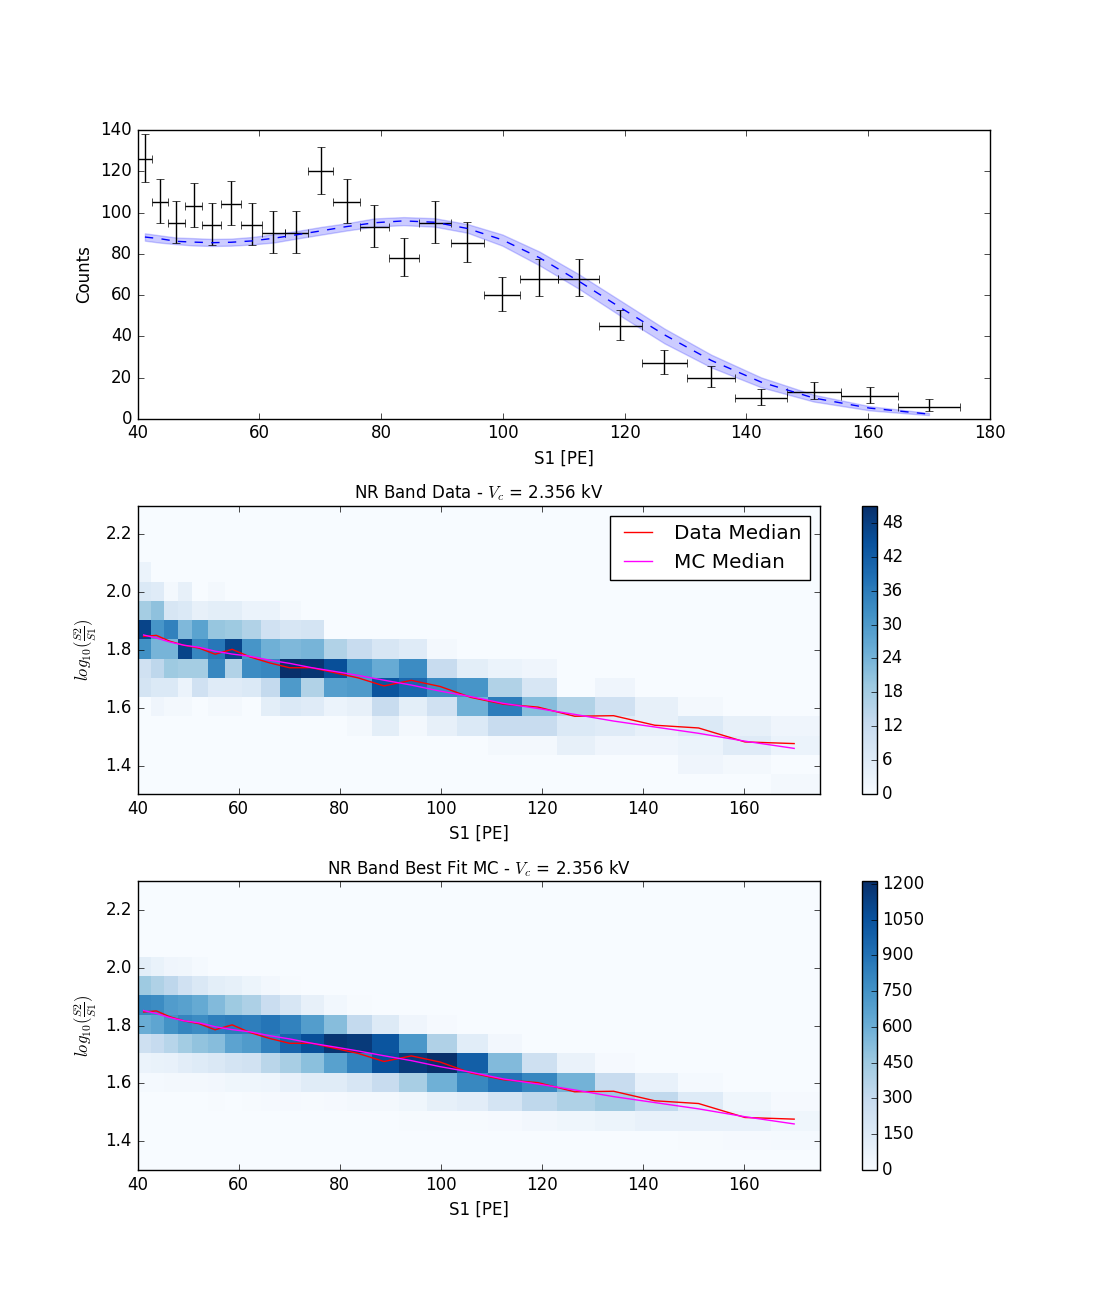 140
120
100
80
60
40
20
0
Counts
40 60 80 100 120 140 160 180
S1 [PE]
NR Band Data - V_c = 2.356 kV
2.2
2.0
1.8
1.6
1.4
log_10(S2/S1)
Data Median
MC Median
48
42
36
30
24
18
12
6
0
40 60 80 100 120 140 160
S1 [PE]
NR Band Best Fit MC - V_c = 2.356 kV
2.2
2.0
1.8
1.6
1.4
log_10(S2/S1)
1200
1050
900
750
600
450
300
150
0
40 60 80 100 120 140 160
S1 [PE]